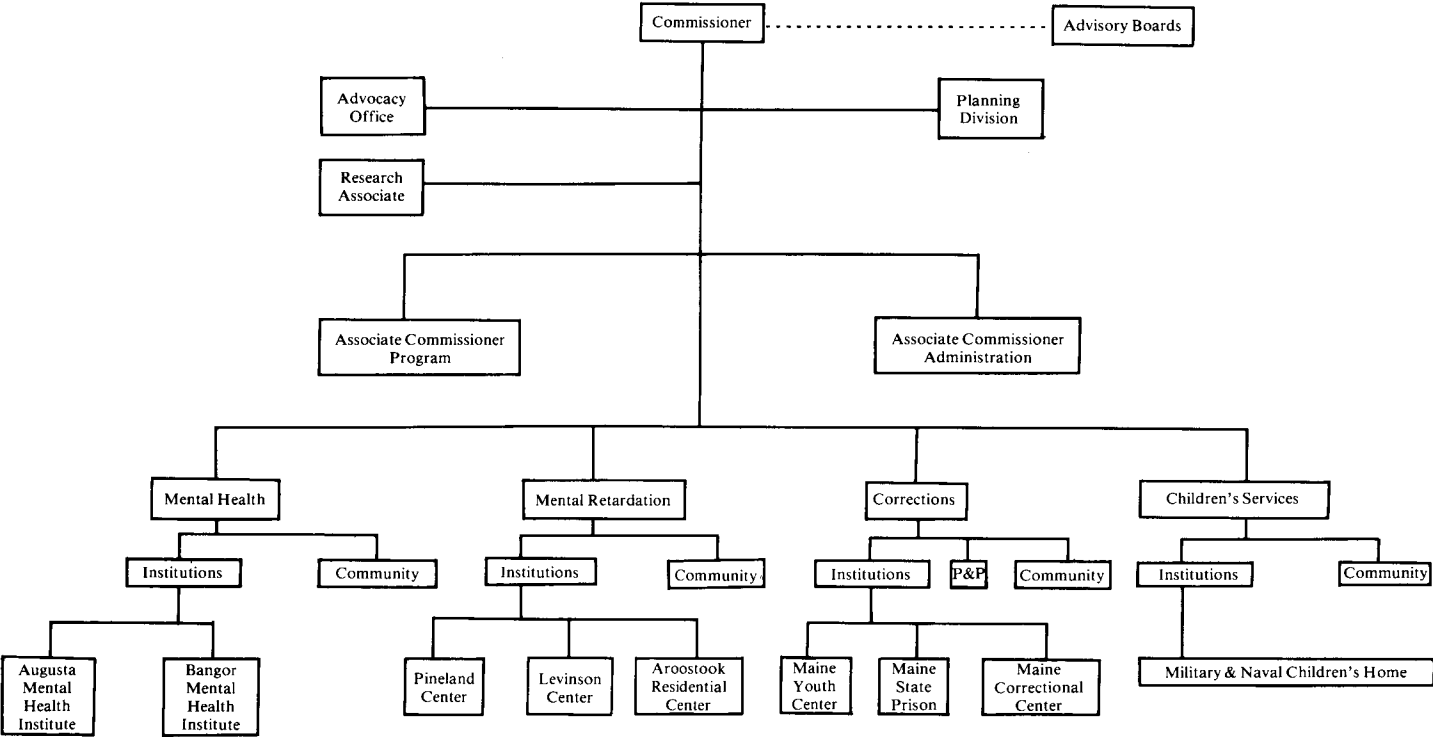 Commissioner
Advisory Boards
Advocacy
Office
Planning
Division
Research
Associate
Associate Commissioner
Program
Associate Commissioner
Administration
Mental Health
Mental Retardation
Corrections
Children's Services
Institutions
Community
Institutions
Community
Institutions
P&P
Community
Institutions
Community
Augusta
Mental
Health
Institute
Bangor
Mental
Health
Institute
Pineland
Center
Levinson
Center
Aroostook
Residential
Center
Maine
Youth
Center
Maine
State
Prison
Maine
Correctional
Center
Military & Naval Children's Home